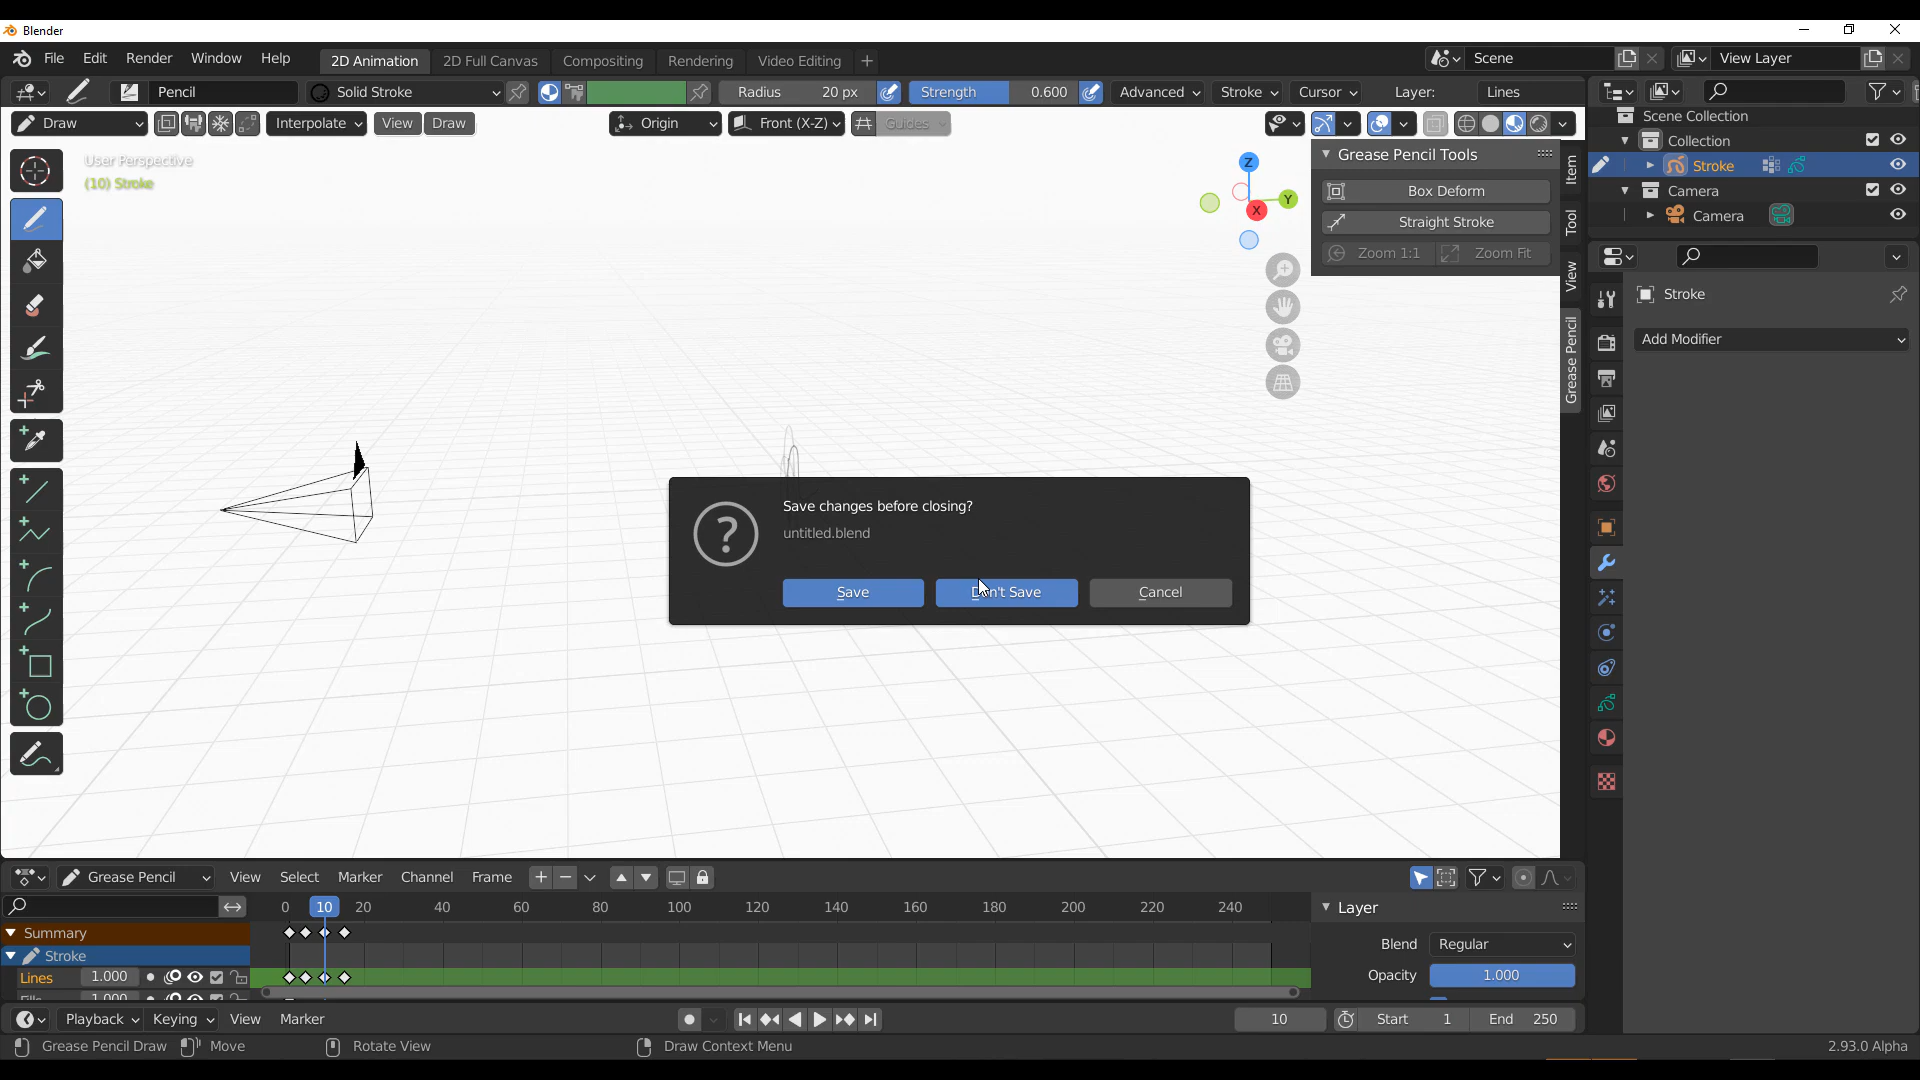 Blender
File Edit Render Window Help 2D Animation 2D Full Canvas Compositing Rendering Video Editing + Scene View Layer
Pencil Solid Stroke Radius 20 px Strength 0.600 Advanced Stroke Cursor Layer: Lines
Draw Interpolate View Draw Origin Front (X-Z) Guides
User Perspective
(10) Stroke
Z
Y
X
Grease Pencil Tools
Box Deform
Straight Stroke
Zoom 1:1 Zoom Fit
Item
Tool
View
Grease Pencil
Scene Collection
Collection
Stroke
Camera
Camera
Stroke
Add Modifier
Save changes before closing?
untitled.blend
Save Don't Save Cancel
Grease Pencil View Select Marker Channel Frame
0 10 20 40 60 80 100 120 140 160 180 200 220 240
Summary
Stroke
Lines 1.000
Layer
Blend Regular
Opacity 1.000
Playback Keying View Marker 10 Start 1 End 250
Grease Pencil Draw Move Rotate View Draw Context Menu 2.93.0 Alpha